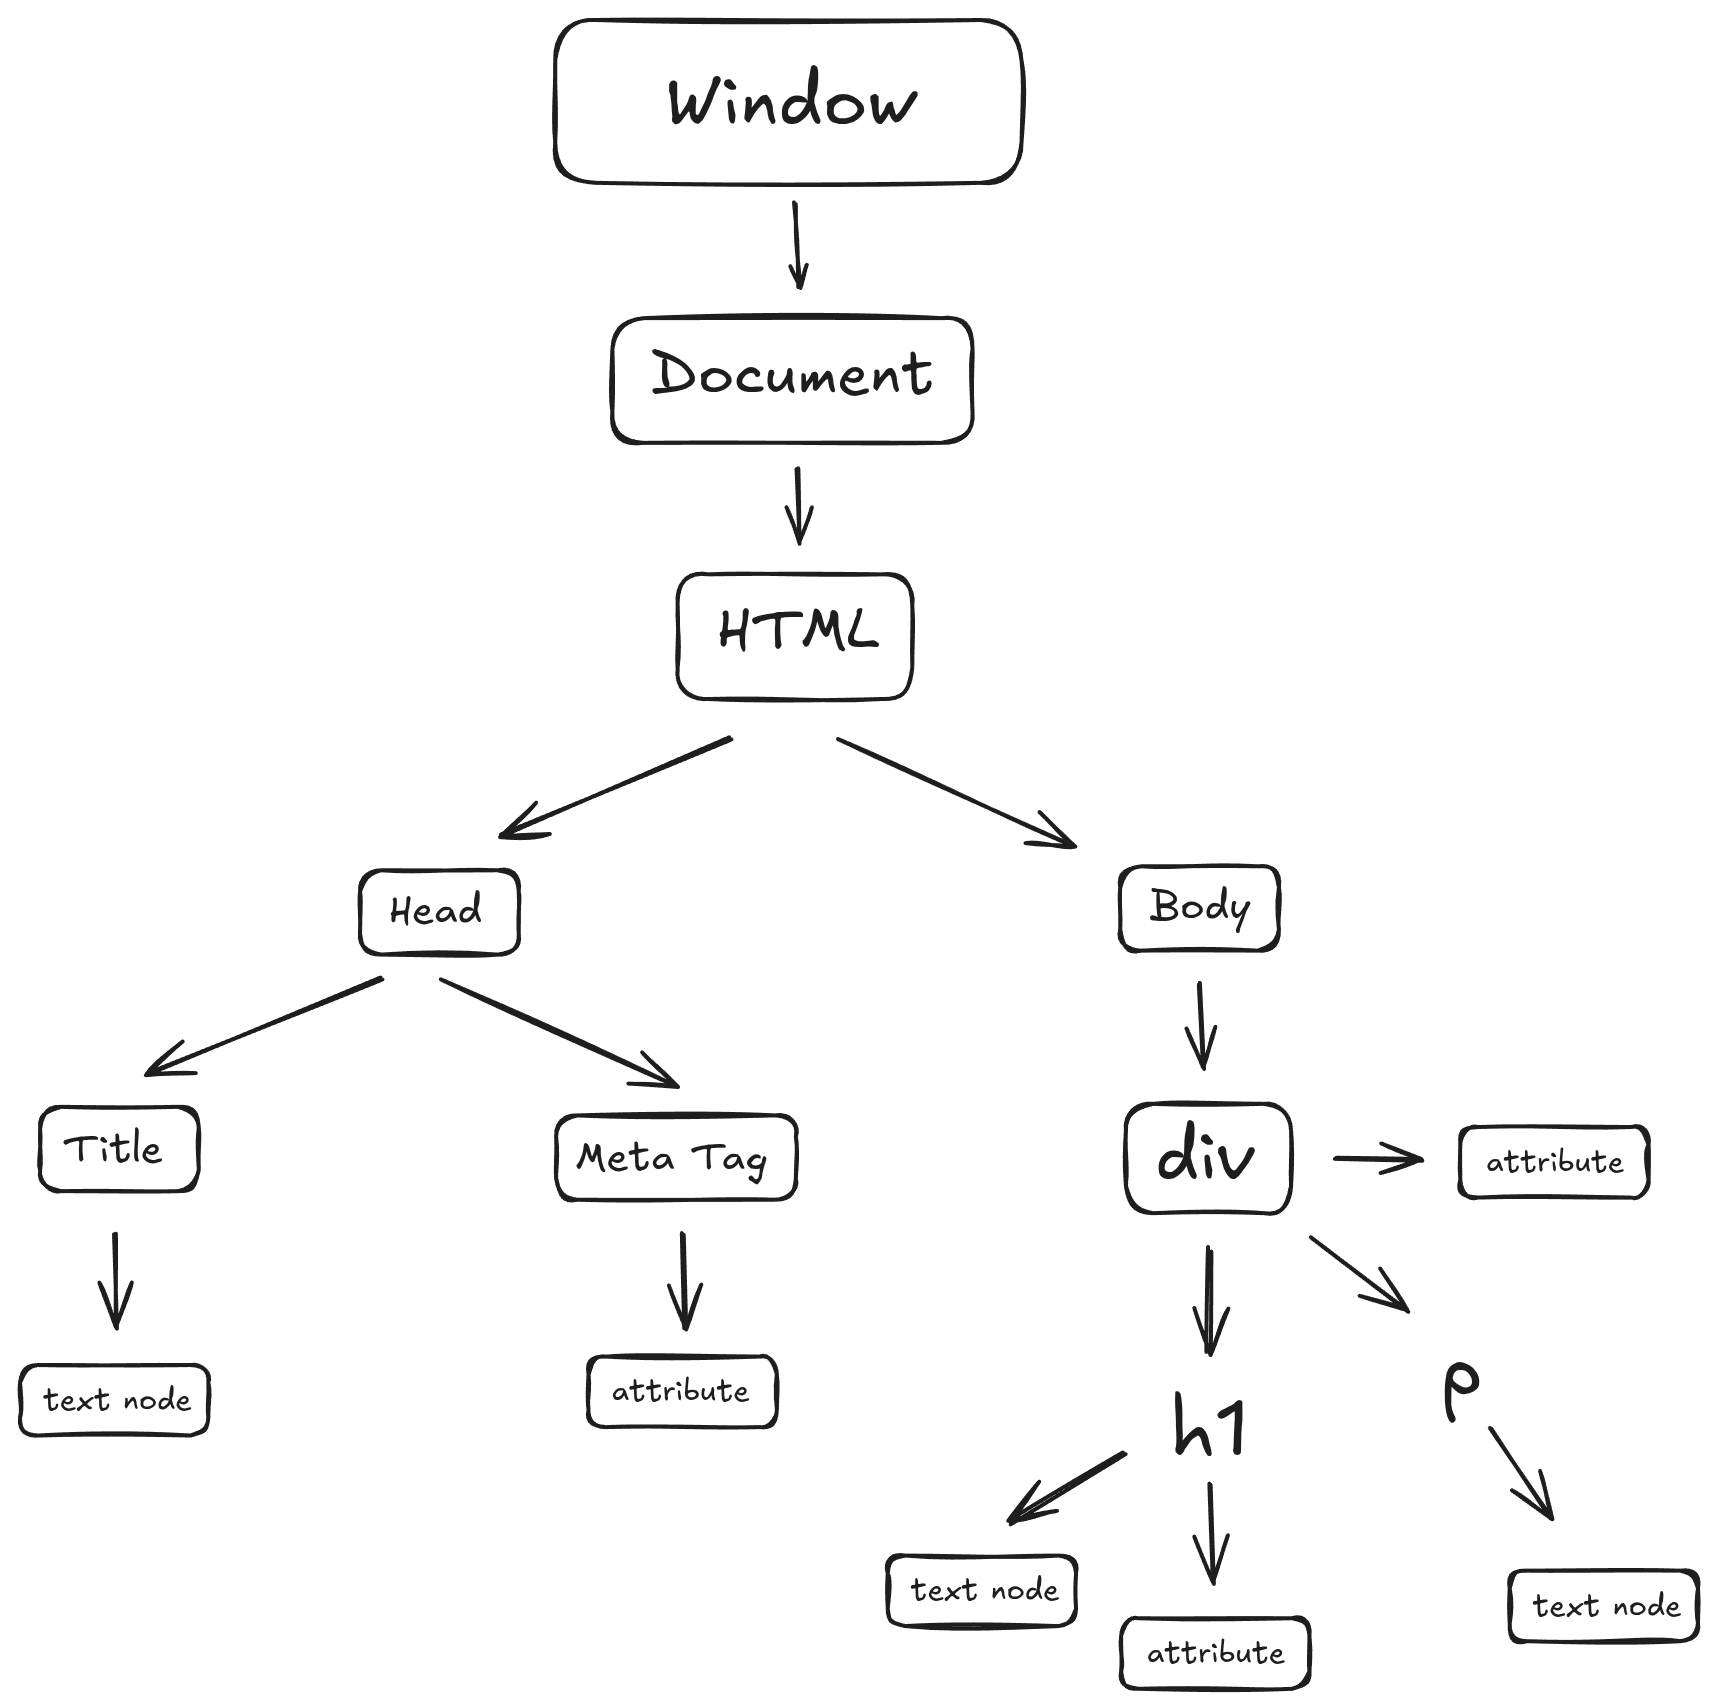 Window
Document
HTML
Head
Body
Title
Meta Tag
div
attribute
text node
attribute
h1
p
text node
attribute
text node